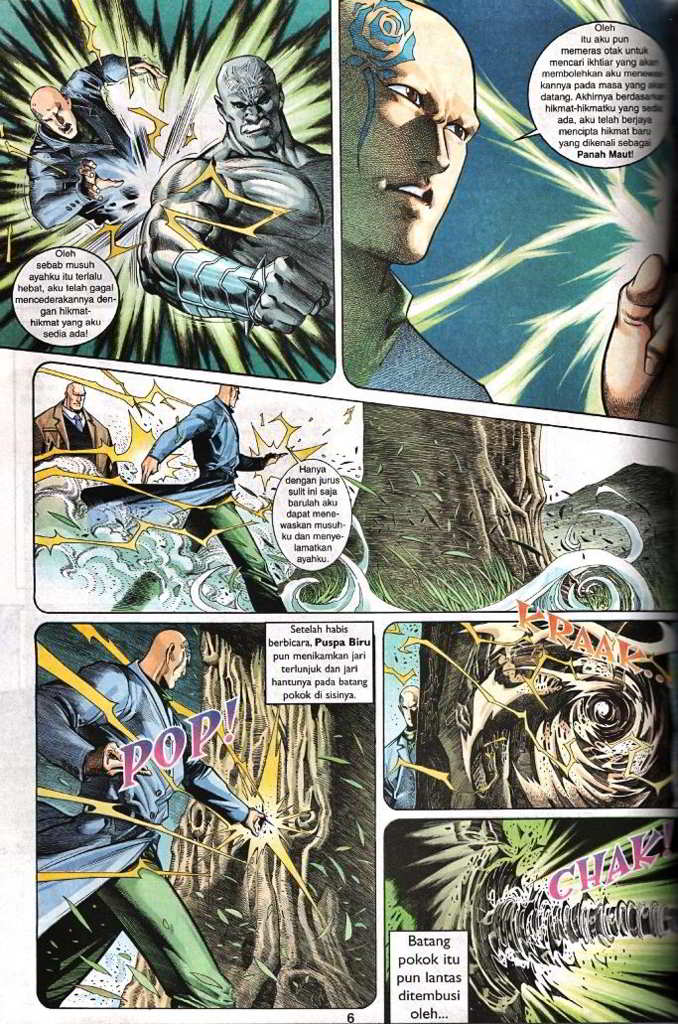 Oleh
sebab musuh
ayahku itu terlalu
hebat, aku telah gagal
mencederakannya den-
gan hikmat-
hikmat yang aku
sedia ada!
Oleh
itu aku pun
memeras otak untuk
mencari ikhtiar yang akan
membolehkan aku menewas-
kannya pada masa yang akan
datang. Akhirnya berdasarkan
hikmat-hikmatku yang sedia
ada, aku telah berjaya
mencipta hikmat baru
yang dikenali sebagai
Panah Maut!
Hanya
dengan jurus
sulit ini saja
barulah aku
dapat mene-
waskan musuh-
ku dan menye-
lamatkan
ayahku.
Setelah habis
berbicara, Puspa Biru
pun menikamkan jari
terlunjuk dan jari
hantunya pada batang
pokok di sisinya.
POP!
KRAAK...
CHAK!
Batang
pokok itu
pun lantas
ditembusi
oleh...
6